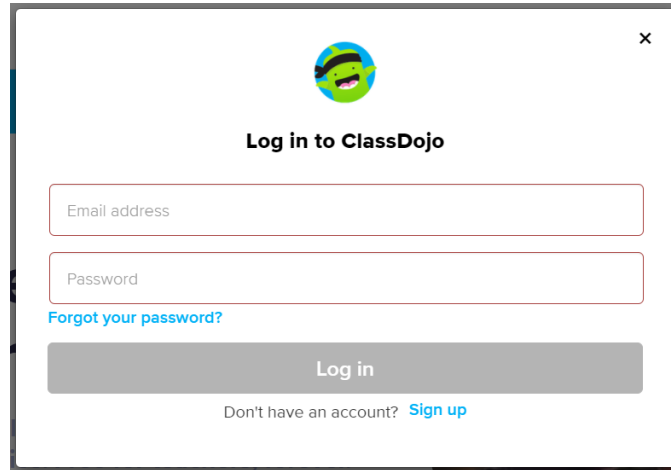 ×
Log in to ClassDojo
Email address
Password
Forgot your password?
Log in
Don't have an account? Sign up